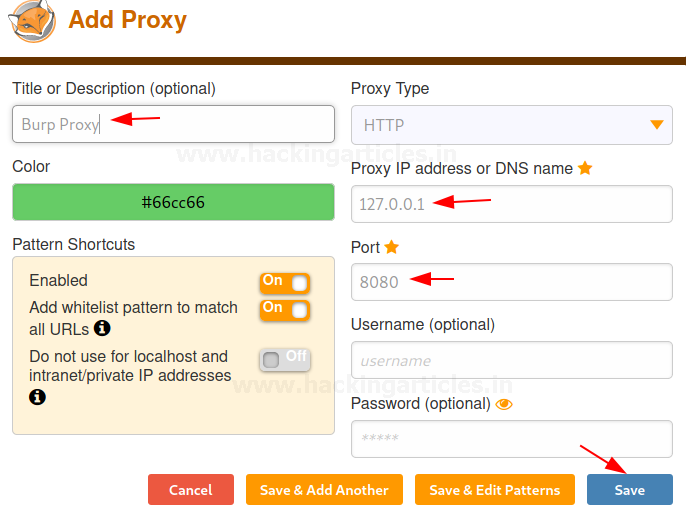 Add Proxy
Title or Description (optional)
Burp Proxy
Color
#66cc66
Pattern Shortcuts
Enabled
On
Add whitelist pattern to match
all URLs
On
Do not use for localhost and
intranet/private IP addresses
Off
Proxy Type
HTTP
www.hackingarticles.in
Proxy IP address or DNS name
127.0.0.1
Port
8080
Username (optional)
username
www.hackingarticles.in
Password (optional)
*****
Cancel
Save & Add Another
Save & Edit Patterns
Save